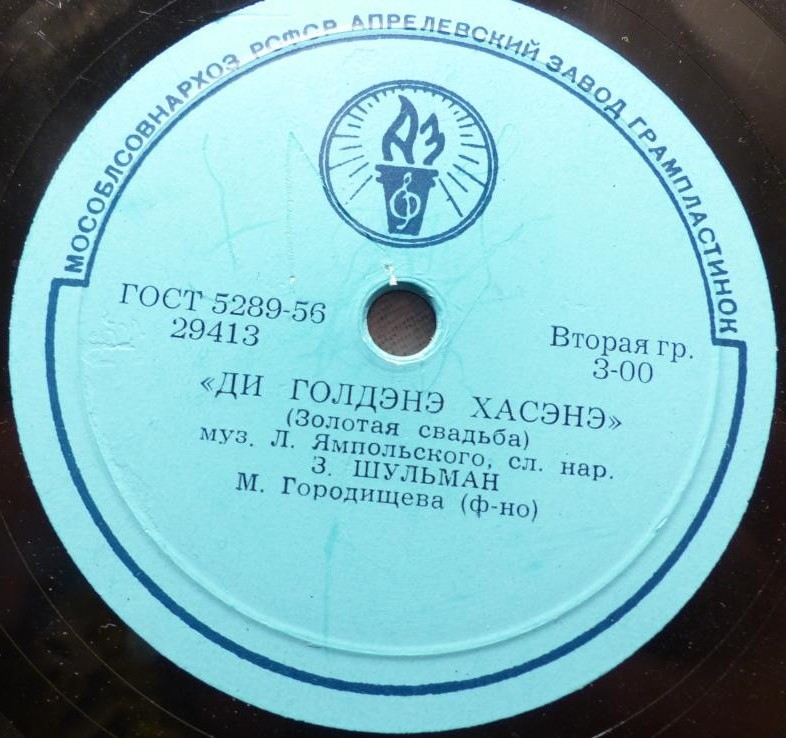 МОСОБЛСОВНАРХОЗ РСФСР АПРЕЛЕВСКИЙ ЗАВОД ГРАМПЛАСТИНОК
АЗ
ГОСТ 5289-56
29413
Вторая гр.
3-00
«ДИ ГОЛДЭНЭ ХАСЭНЭ»
(Золотая свадьба)
муз. Л. Ямпольского, сл. нар.
З. ШУЛЬМАН
М. Городищева (ф-но)